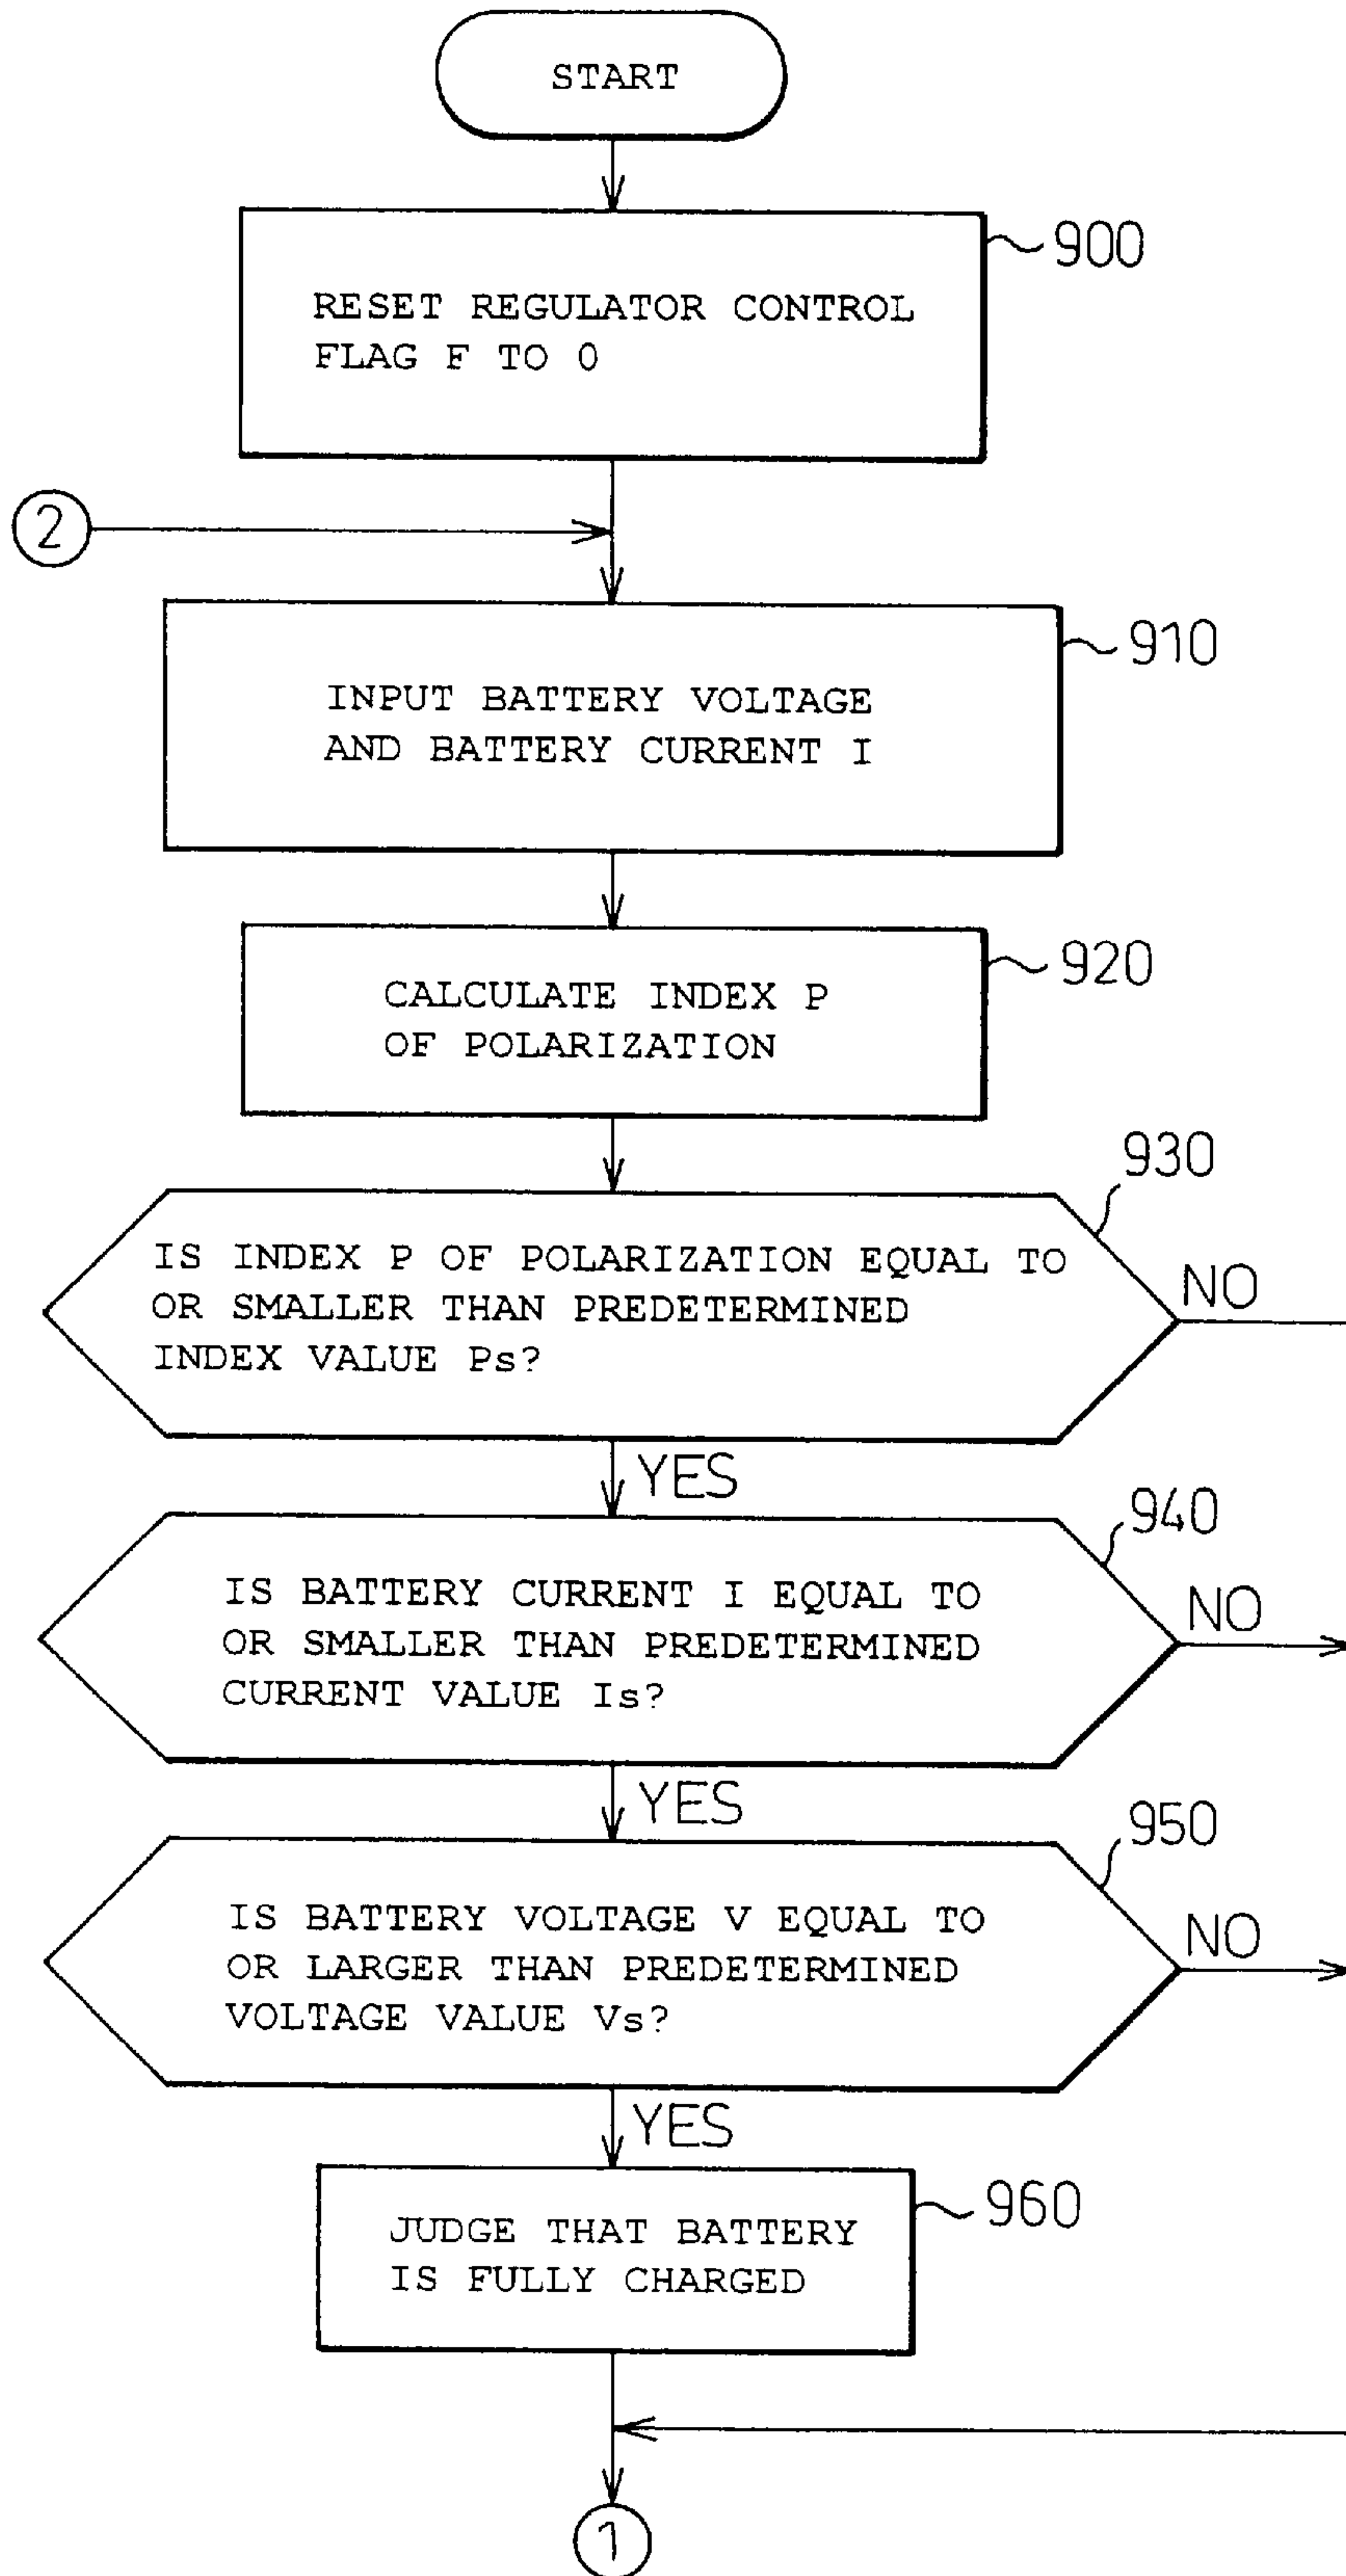 START
900
RESET REGULATOR CONTROL
FLAG F TO 0
2
910
INPUT BATTERY VOLTAGE
AND BATTERY CURRENT I
920
CALCULATE INDEX P
OF POLARIZATION
930
IS INDEX P OF POLARIZATION EQUAL TO
OR SMALLER THAN PREDETERMINED
INDEX VALUE Ps?
NO
YES
940
IS BATTERY CURRENT I EQUAL TO
OR SMALLER THAN PREDETERMINED
CURRENT VALUE Is?
NO
YES
950
IS BATTERY VOLTAGE V EQUAL TO
OR LARGER THAN PREDETERMINED
VOLTAGE VALUE Vs?
NO
YES
960
JUDGE THAT BATTERY
IS FULLY CHARGED
1